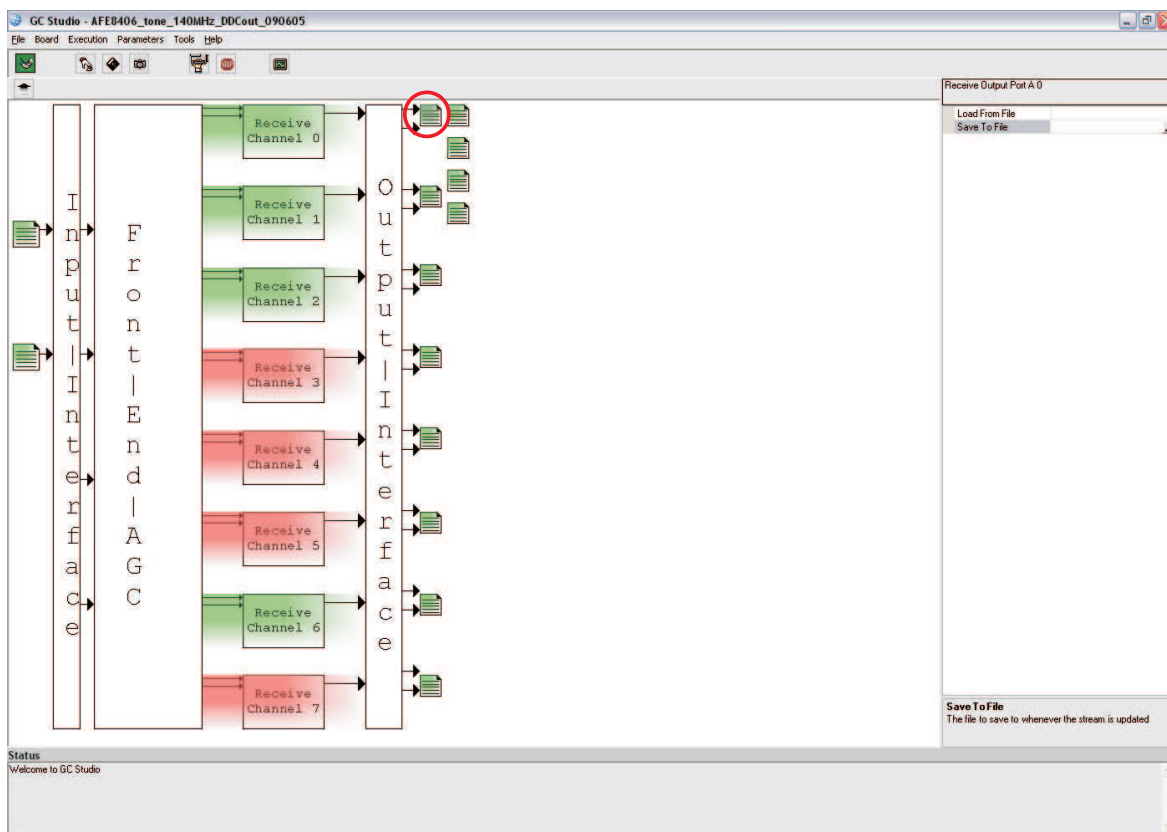 GC Studio - AFE8406_tone_140MHz_DDCout_090605
File Board Execution Parameters Tools Help
Receive Output Port A 0
Load From File
Save To File
Input|Interface
Front|End|AGC
Receive
Channel 0
Receive
Channel 1
Receive
Channel 2
Receive
Channel 3
Receive
Channel 4
Receive
Channel 5
Receive
Channel 6
Receive
Channel 7
Output|Interface
Save To File
The file to save to whenever the stream is updated
Status
Welcome to GC Studio